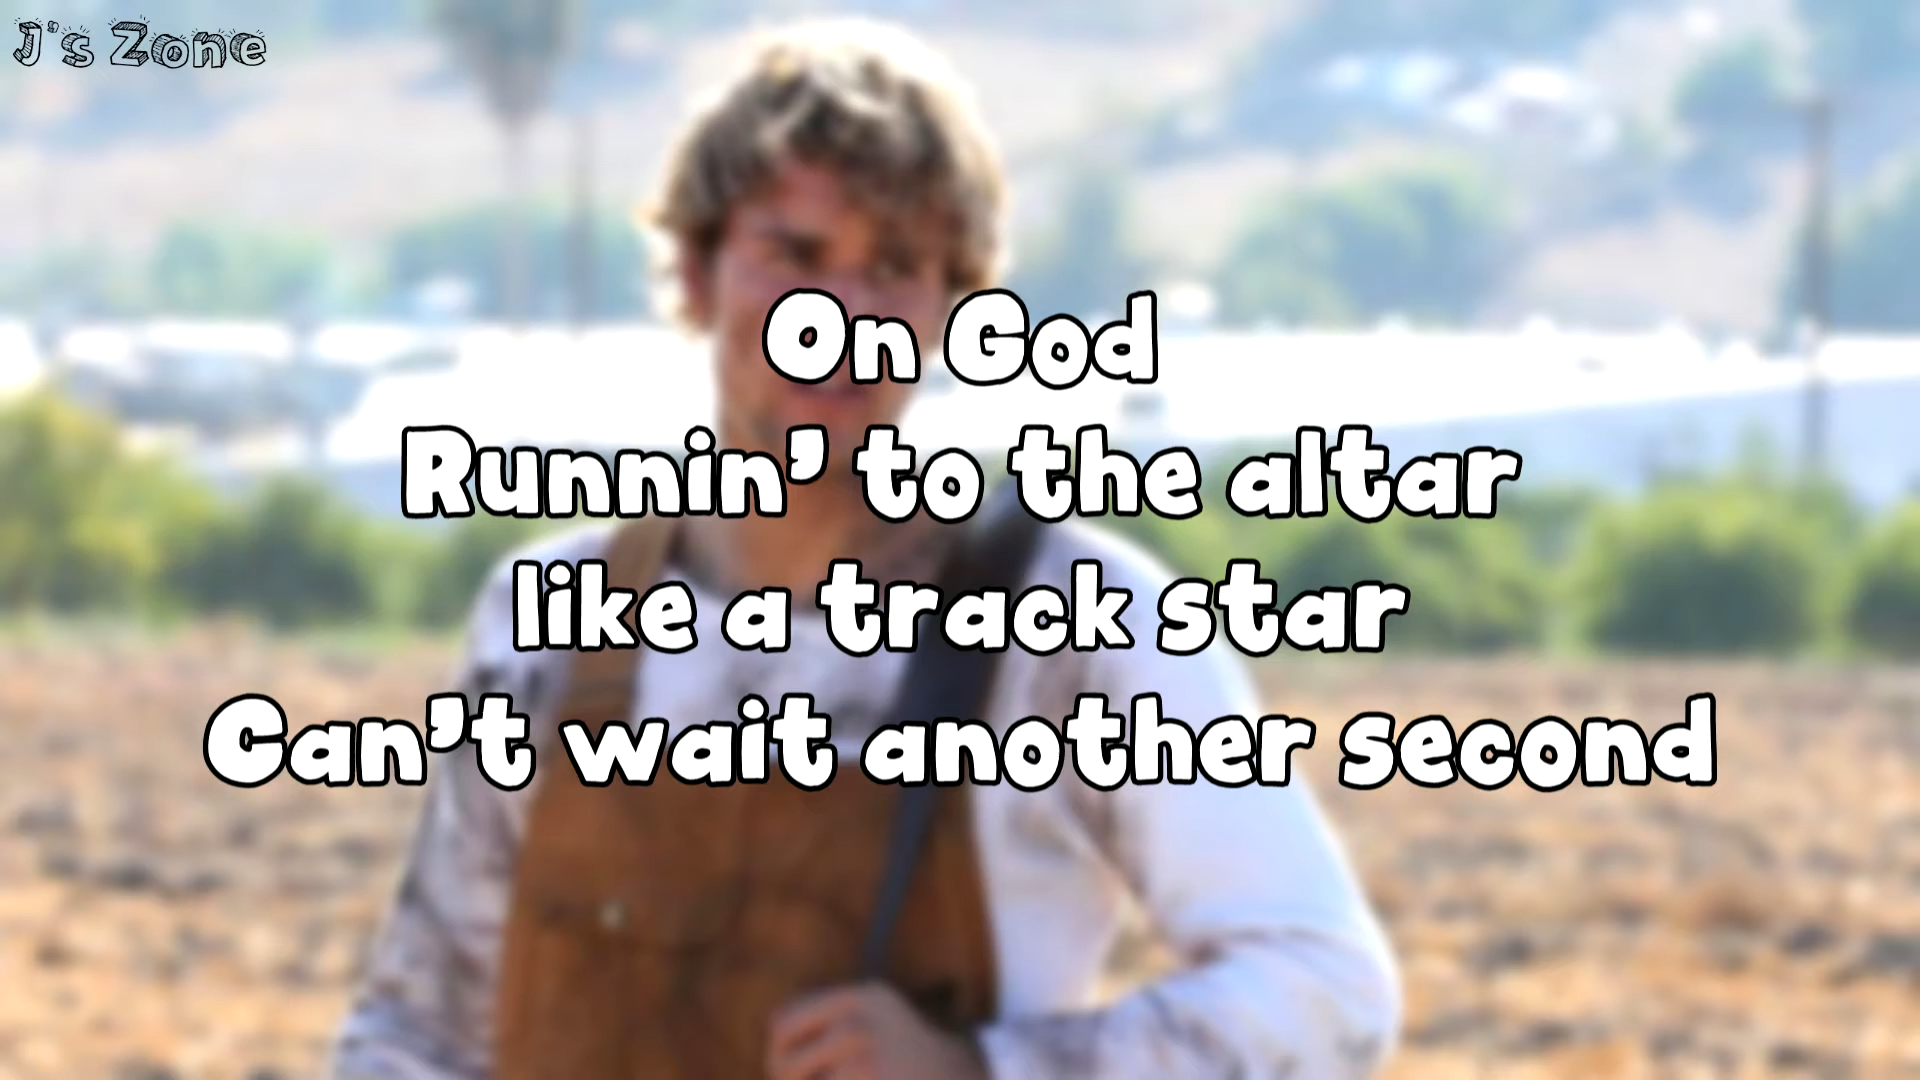 J's Zone
On God
Runnin' to the altar
like a track star
Can't wait another second